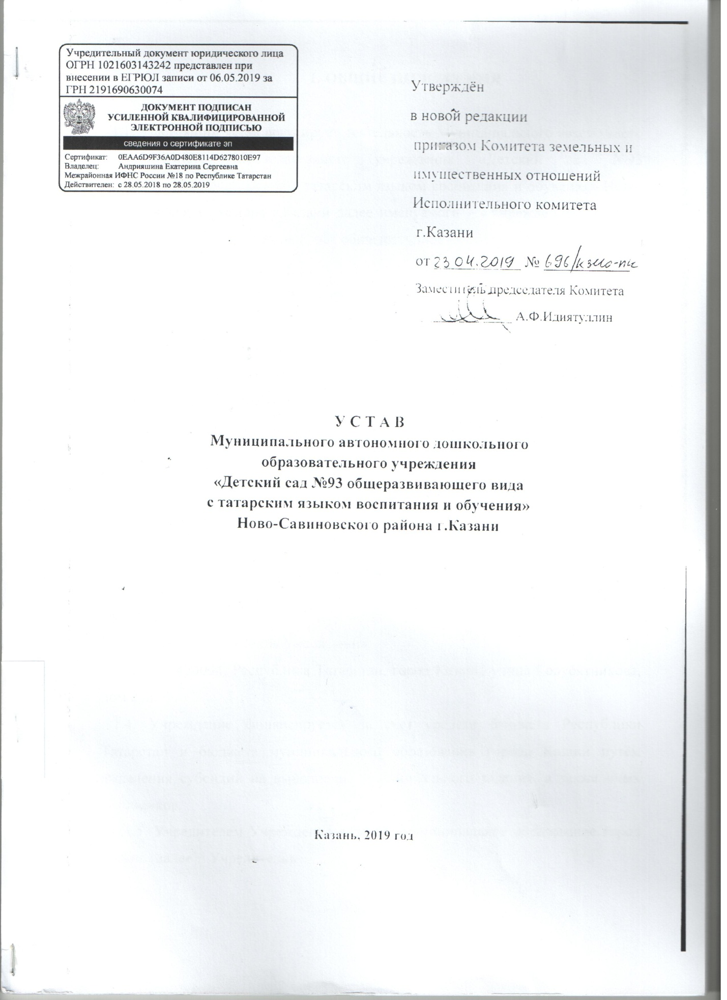 Учредительный документ юридического лица
ОГРН 1021603143242 представлен при
внесении в ЕГРЮЛ записи от 06.05.2019 за
ГРН 2191690630074
ДОКУМЕНТ ПОДПИСАН
УСИЛЕННОЙ КВАЛИФИЦИРОВАННОЙ
ЭЛЕКТРОННОЙ ПОДПИСЬЮ
сведения о сертификате эп
Сертификат: 0EAA6D9F36A0D480E8114D6278010E97
Владелец: Андрияшина Екатерина Сергеевна
Межрайонная ИФНС России №18 по Республике Татарстан
Действителен: с 28.05.2018 по 28.05.2019
Утверждён
в новой редакции
приказом Комитета земельных и
имущественных отношений
Исполнительного комитета
г.Казани
от 23 04.2019 № 696/кзио-пк
Заместитель председателя Комитета
А.Ф.Идиятуллин
У С Т А В
Муниципального автономного дошкольного
образовательного учреждения
«Детский сад №93 общеразвивающего вида
с татарским языком воспитания и обучения»
Ново-Савиновского района г.Казани
Казань, 2019 год